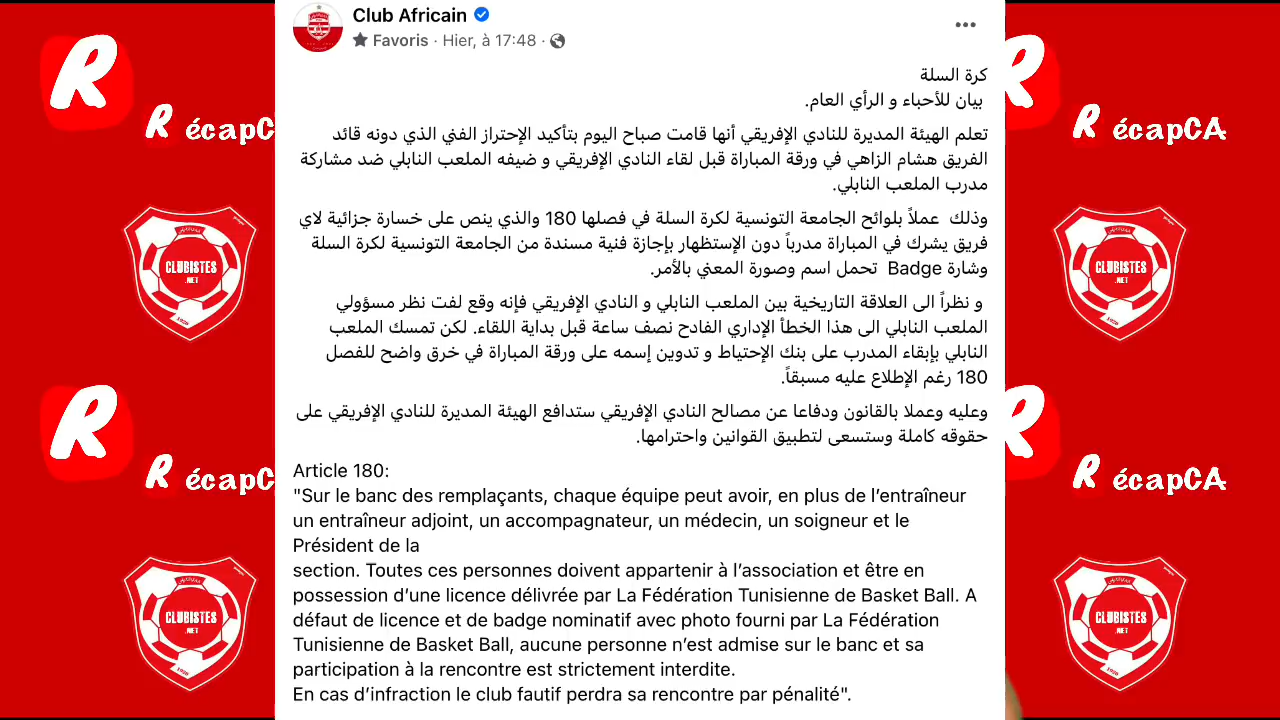 Club Africain
Favoris · Hier, à 17:48 ·
كرة السلة
بيان للأحباء و الرأي العام.
تعلم الهيئة المديرة للنادي الإفريقي أنها قامت صباح اليوم بتأكيد الإحتراز الفني الذي دونه قائد
الفريق هشام الزاهي في ورقة المباراة قبل لقاء النادي الإفريقي و ضيفه الملعب النابلي ضد مشاركة
مدرب الملعب النابلي.
وذلك عملاً بلوائح الجامعة التونسية لكرة السلة في فصلها 180 والذي ينص على خسارة جزائية لاي
فريق يشرك في المباراة مدرباً دون الإستظهار بإجازة فنية مسندة من الجامعة التونسية لكرة السلة
وشارة Badge تحمل اسم وصورة المعني بالأمر.
و نظراً الى العلاقة التاريخية بين الملعب النابلي و النادي الإفريقي فإنه وقع لفت نظر مسؤولي
الملعب النابلي الى هذا الخطأ الإداري الفادح نصف ساعة قبل بداية اللقاء. لكن تمسك الملعب
النابلي بإبقاء المدرب على بنك الإحتياط و تدوين إسمه على ورقة المباراة في خرق واضح للفصل
180 رغم الإطلاع عليه مسبقاً.
وعليه وعملا بالقانون ودفاعا عن مصالح النادي الإفريقي ستدافع الهيئة المديرة للنادي الإفريقي على
حقوقه كاملة وستسعى لتطبيق القوانين واحترامها.
Article 180:
"Sur le banc des remplaçants, chaque équipe peut avoir, en plus de l’entraîneur
un entraîneur adjoint, un accompagnateur, un médecin, un soigneur et le
Président de la
section. Toutes ces personnes doivent appartenir à l’association et être en
possession d’une licence délivrée par La Fédération Tunisienne de Basket Ball. A
défaut de licence et de badge nominatif avec photo fourni par La Fédération
Tunisienne de Basket Ball, aucune personne n’est admise sur le banc et sa
participation à la rencontre est strictement interdite.
En cas d’infraction le club fautif perdra sa rencontre par pénalité".
R
R écapC
CLUBISTES
.NET
R
R écapC
CLUBISTES
.NET
R
R écapCA
CLUBISTES
.NET
R
R écapCA
CLUBISTES
.NET